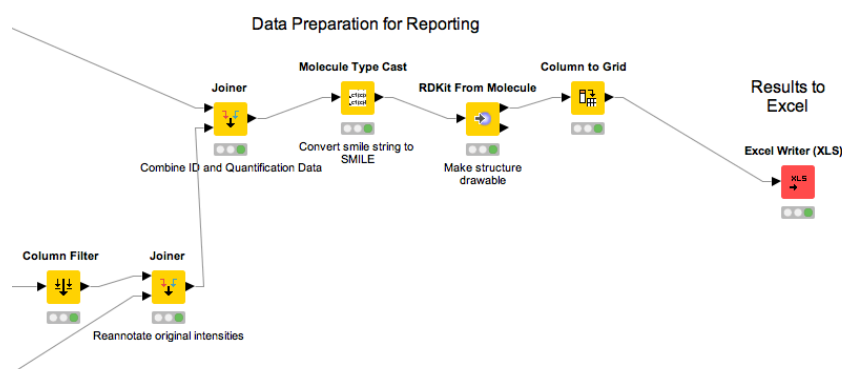 Data Preparation for Reporting
Joiner
Molecule Type Cast
RDKit From Molecule
Column to Grid
Results to
Excel
Excel Writer (XLS)
XLS
Combine ID and Quantification Data
Convert smile string to
SMILE
Make structure
drawable
Column Filter
Joiner
Reannotate original intensities